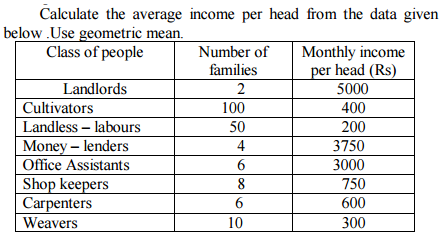 Calculate the average income per head from the data given
below .Use geometric mean.
Class of people Number of families Monthly income per head (Rs)
Landlords 2 5000
Cultivators 100 400
Landless – labours 50 200
Money – lenders 4 3750
Office Assistants 6 3000
Shop keepers 8 750
Carpenters 6 600
Weavers 10 300